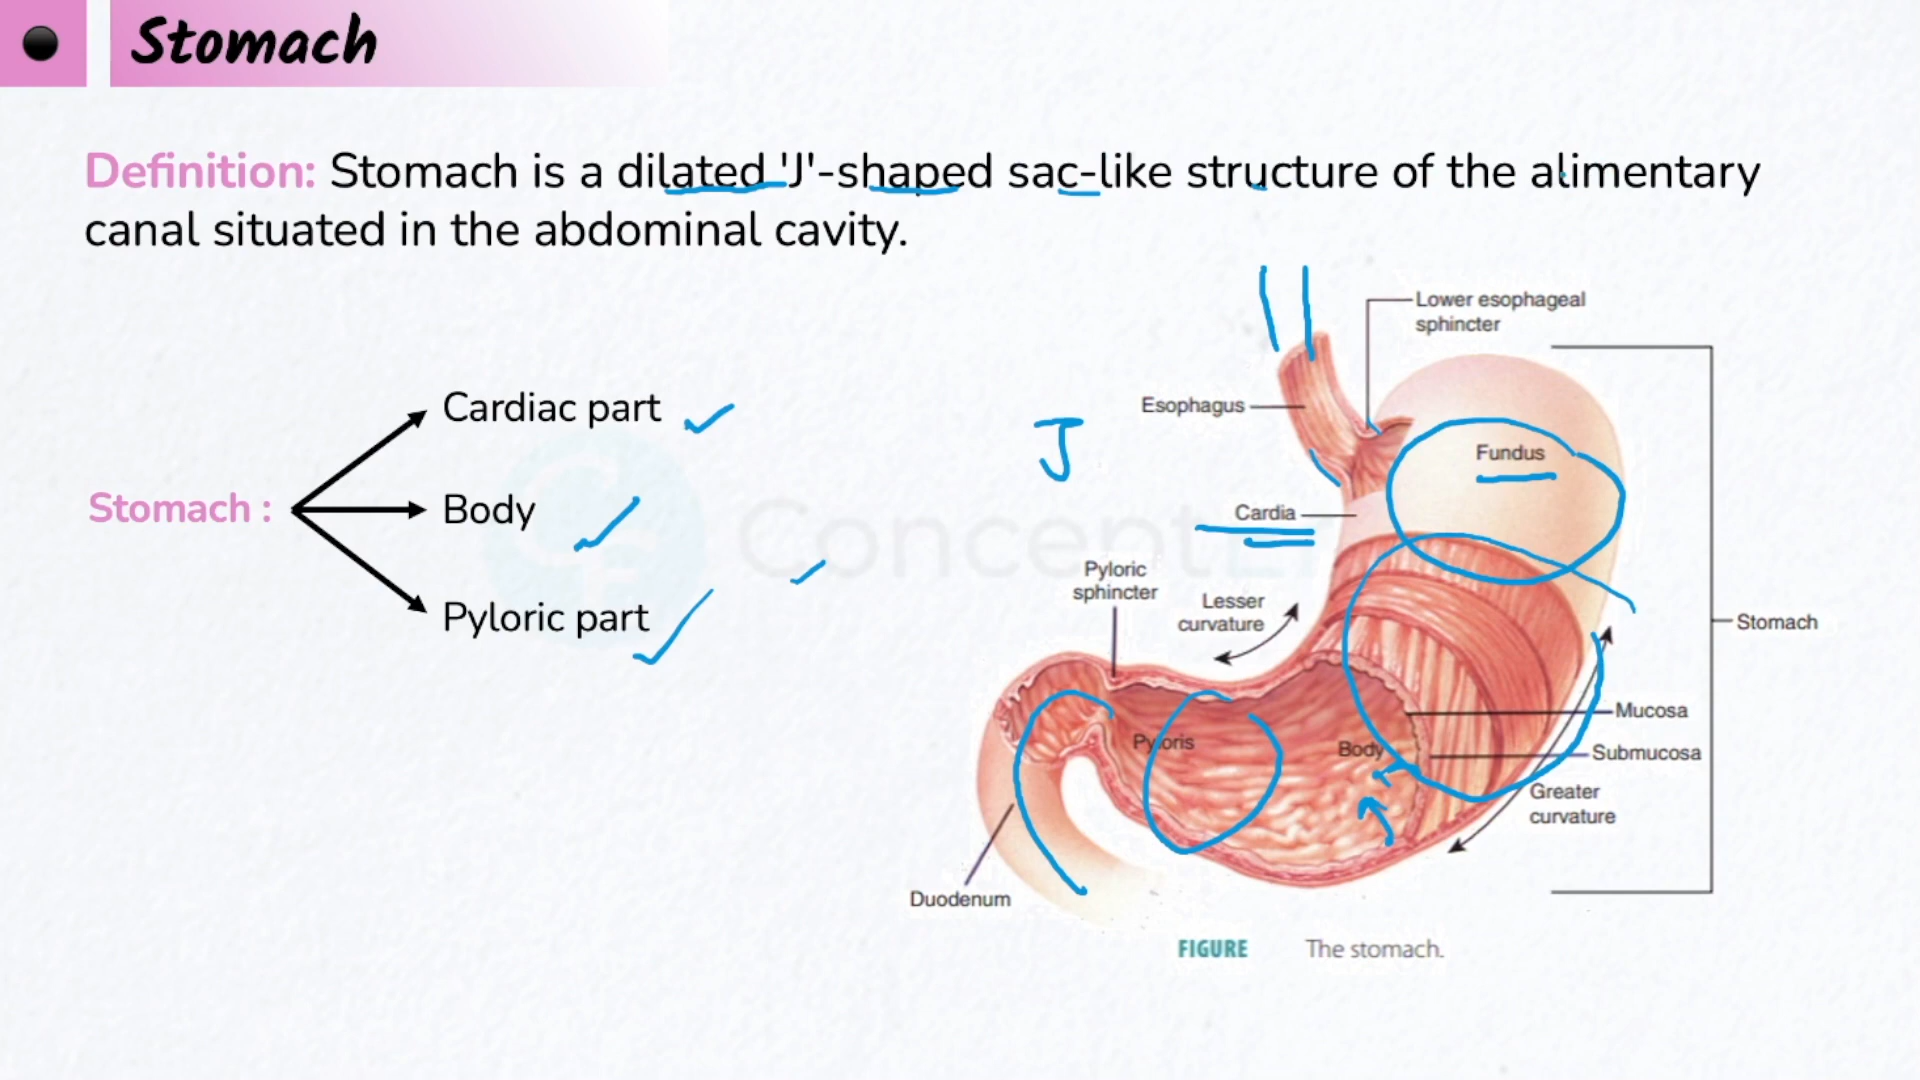 Stomach
Definition: Stomach is a dilated 'J'-shaped sac-like structure of the alimentary
canal situated in the abdominal cavity.
Stomach :
Cardiac part
Body
Pyloric part
J
Lower esophageal
sphincter
Esophagus
Fundus
Cardia
Pyloric
sphincter
Lesser
curvature
Stomach
Mucosa
Pyloris
Body
Submucosa
Greater
curvature
Duodenum
FIGURE The stomach.